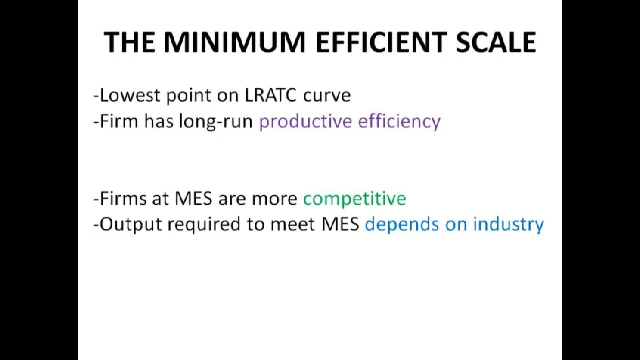 THE MINIMUM EFFICIENT SCALE
-Lowest point on LRATC curve
-Firm has long-run productive efficiency
-Firms at MES are more competitive
-Output required to meet MES depends on industry